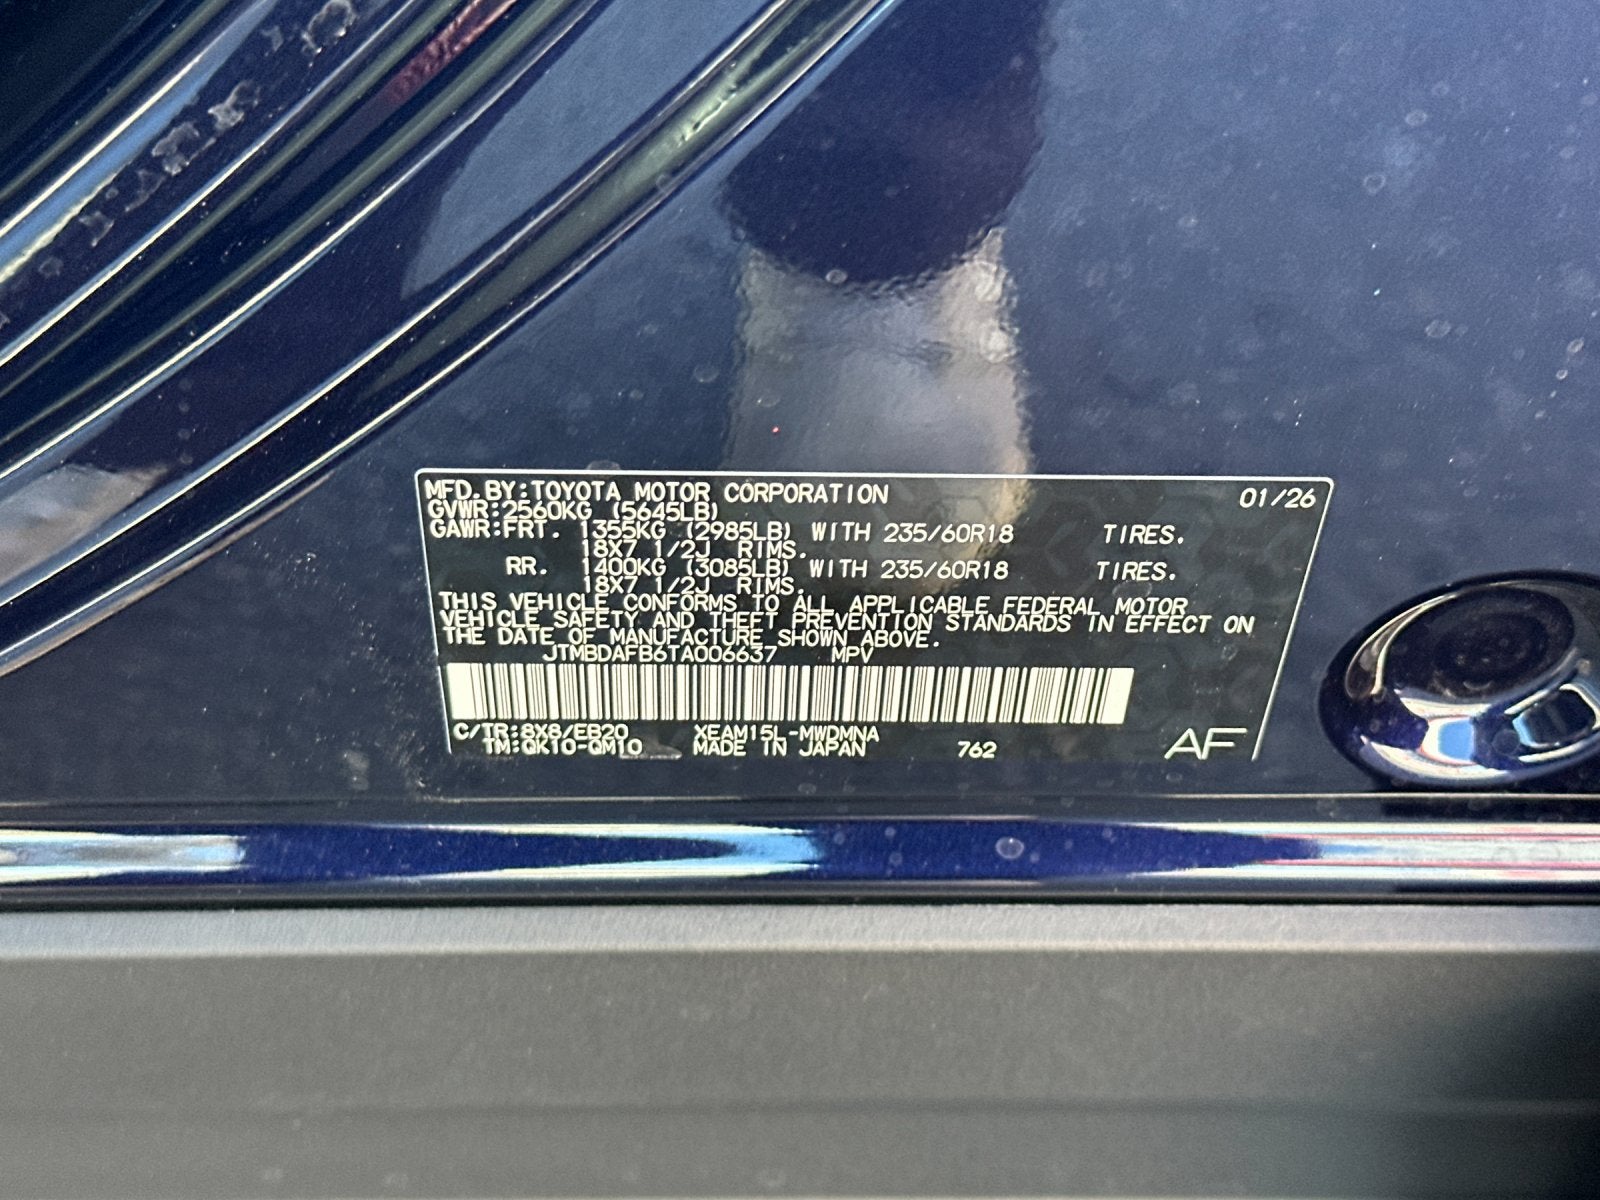 MFD.BY:TOYOTA MOTOR CORPORATION 01/26
GVWR:2560KG (5645LB)
GAWR:FRT. 1355KG (2985LB) WITH 235/60R18 TIRES.
18X7 1/2J RIMS.
RR. 1400KG (3085LB) WITH 235/60R18 TIRES.
18X7 1/2J RIMS.
THIS VEHICLE CONFORMS TO ALL APPLICABLE FEDERAL MOTOR
VEHICLE SAFETY AND THEFT PREVENTION STANDARDS IN EFFECT ON
THE DATE OF MANUFACTURE SHOWN ABOVE.
JTMBDAFB6TA006637 MPV
C/TR:8X8/EB20 XEAM15L-MWDMNA
TM:QK10-QM10 MADE IN JAPAN 762 AF